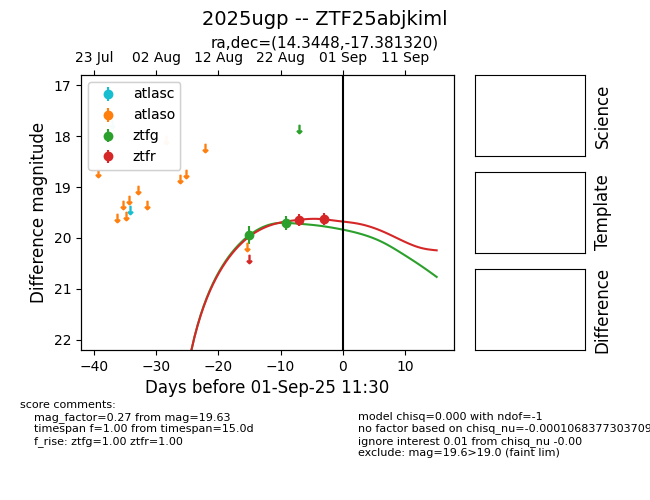 2025ugp -- ZTF25abjkiml
ra,dec=(14.3448,-17.381320)
23 Jul 02 Aug 12 Aug 22 Aug 01 Sep 11 Sep
atlasc
atlaso
ztfg
ztfr
17
18
19
20
21
22
Difference magnitude
−40 −30 −20 −10 0 10
Days before 01-Sep-25 11:30
Science
Template
Difference
score comments:
mag_factor=0.27 from mag=19.63
timespan f=1.00 from timespan=15.0d
f_rise: ztfg=1.00 ztfr=1.00
model chisq=0.000 with ndof=-1
no factor based on chisq_nu=-0.0001068377303709
ignore interest 0.01 from chisq_nu -0.00
exclude: mag=19.6>19.0 (faint lim)